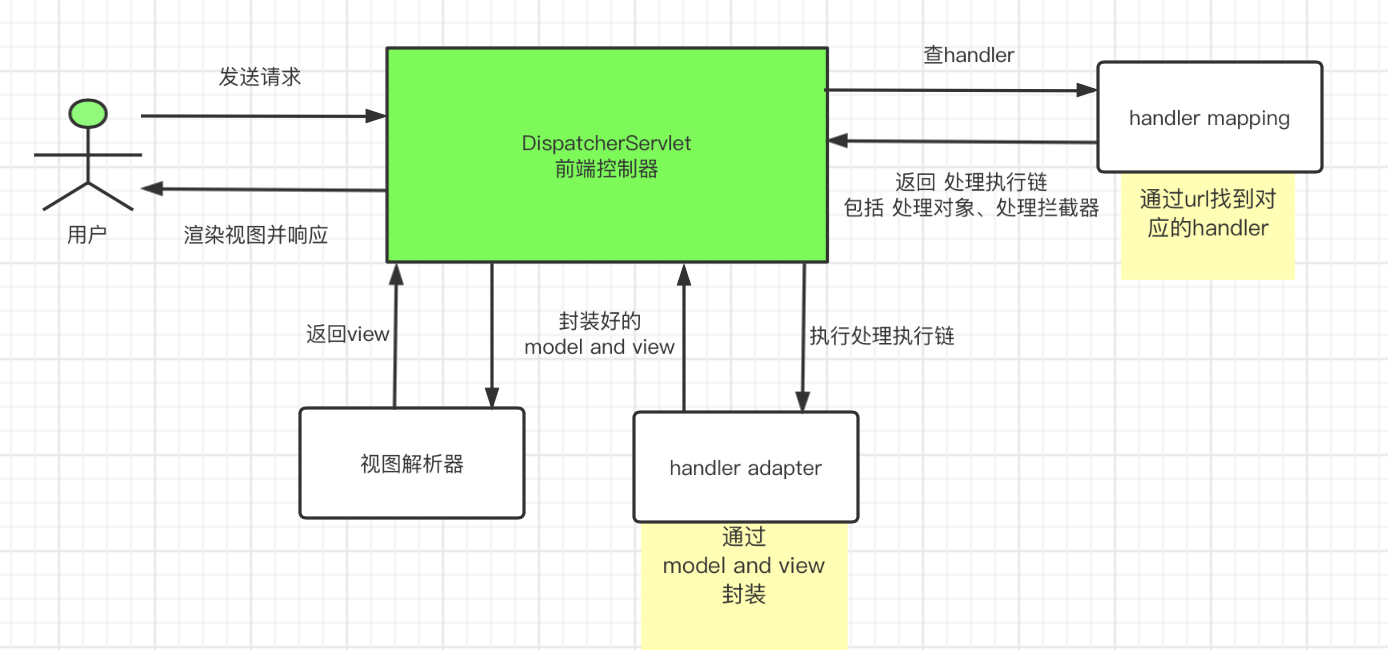 发送请求
用户
渲染视图并响应
DispatcherServlet
前端控制器
查handler
handler mapping
返回 处理执行链
包括 处理对象、处理拦截器
通过url找到对
应的handler
返回view
封装好的
model and view
执行处理执行链
视图解析器
handler adapter
通过
model and view
封装